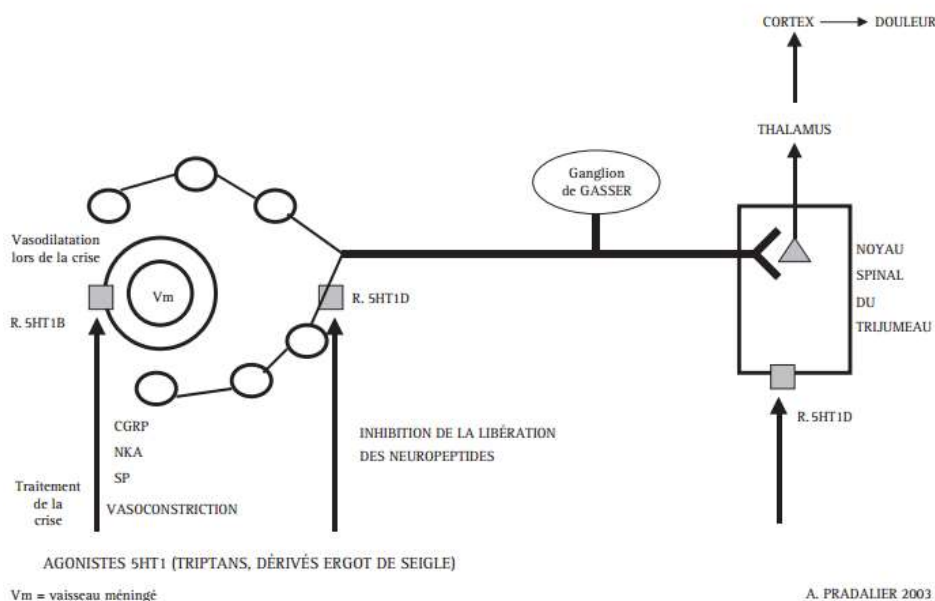 CORTEX
DOULEUR
THALAMUS
Ganglion
de GASSER
Vasodilatation
lors de la crise
NOYAU
SPINAL
DU
TRIJUMEAU
Vm
R. 5HT1D
R. 5HT1B
R. 5HT1D
CGRP
NKA
SP
INHIBITION DE LA LIBÉRATION
DES NEUROPEPTIDES
Traitement
de la
crise
VASOCONSTRICTION
AGONISTES 5HT1 (TRIPTANS, DÉRIVÉS ERGOT DE SEIGLE)
Vm = vaisseau méningé
A. PRADALIER 2003